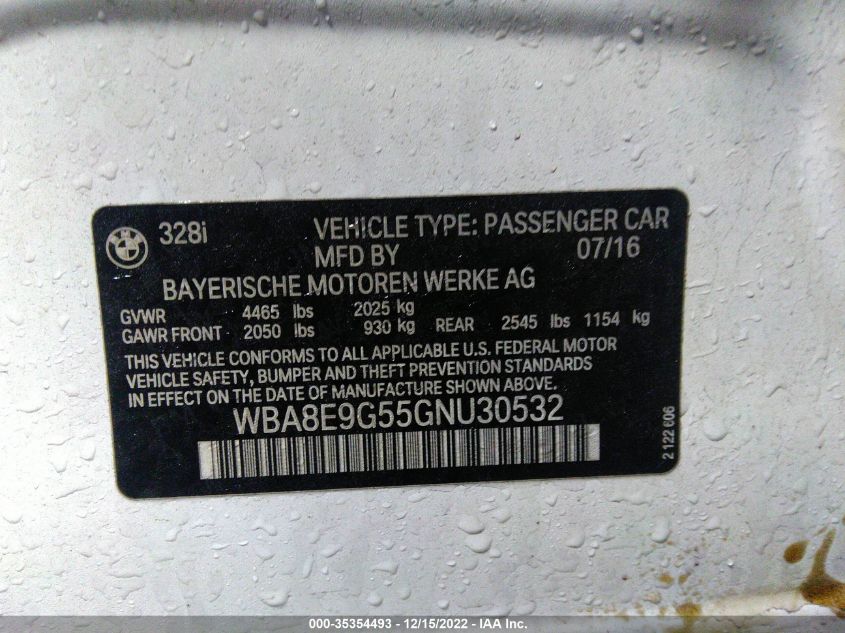 328i VEHICLE TYPE: PASSENGER CAR
MFD BY 07/16
BAYERISCHE MOTOREN WERKE AG
GVWR 4465 lbs 2025 kg
GAWR FRONT 2050 lbs 930 kg REAR 2545 lbs 1154 kg
THIS VEHICLE CONFORMS TO ALL APPLICABLE U.S. FEDERAL MOTOR
VEHICLE SAFETY, BUMPER AND THEFT PREVENTION STANDARDS
IN EFFECT ON THE DATE OF MANUFACTURE SHOWN ABOVE.
WBA8E9G55GNU30532
2 122 606
000-35354493 - 12/15/2022 - IAA Inc.